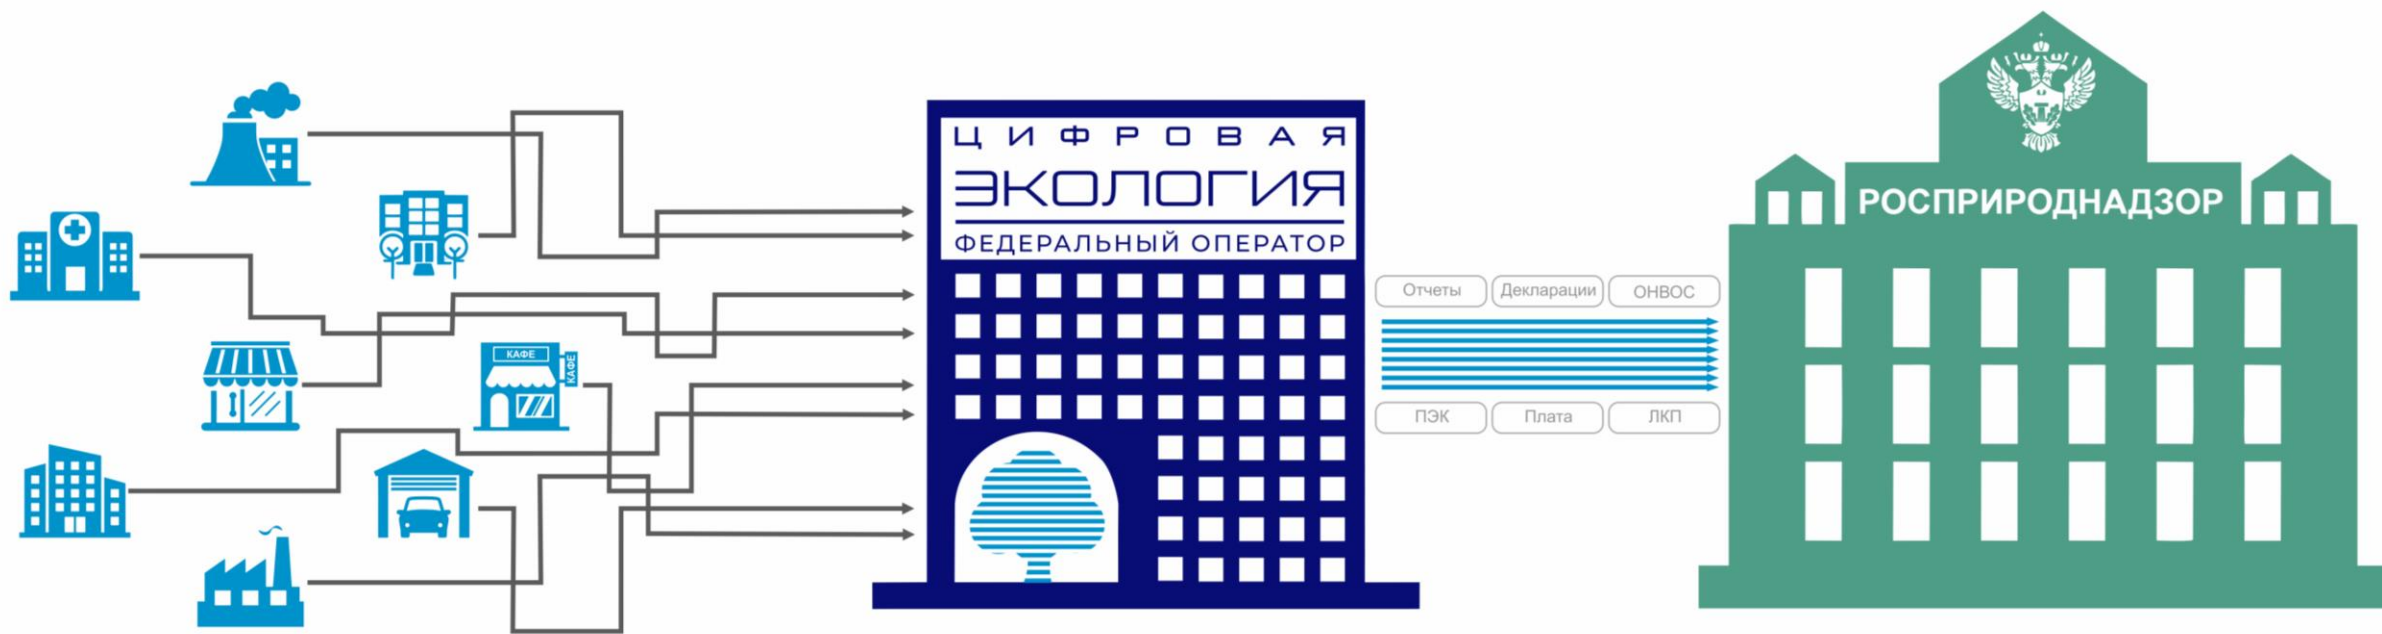 КАФЕ
КАФЕ
ЦИФРОВАЯ
ЭКОЛОГИЯ
ФЕДЕРАЛЬНЫЙ ОПЕРАТОР
Отчеты
Декларации
ОНВОС
ПЭК
Плата
ЛКП
РОСПРИРОДНАДЗОР